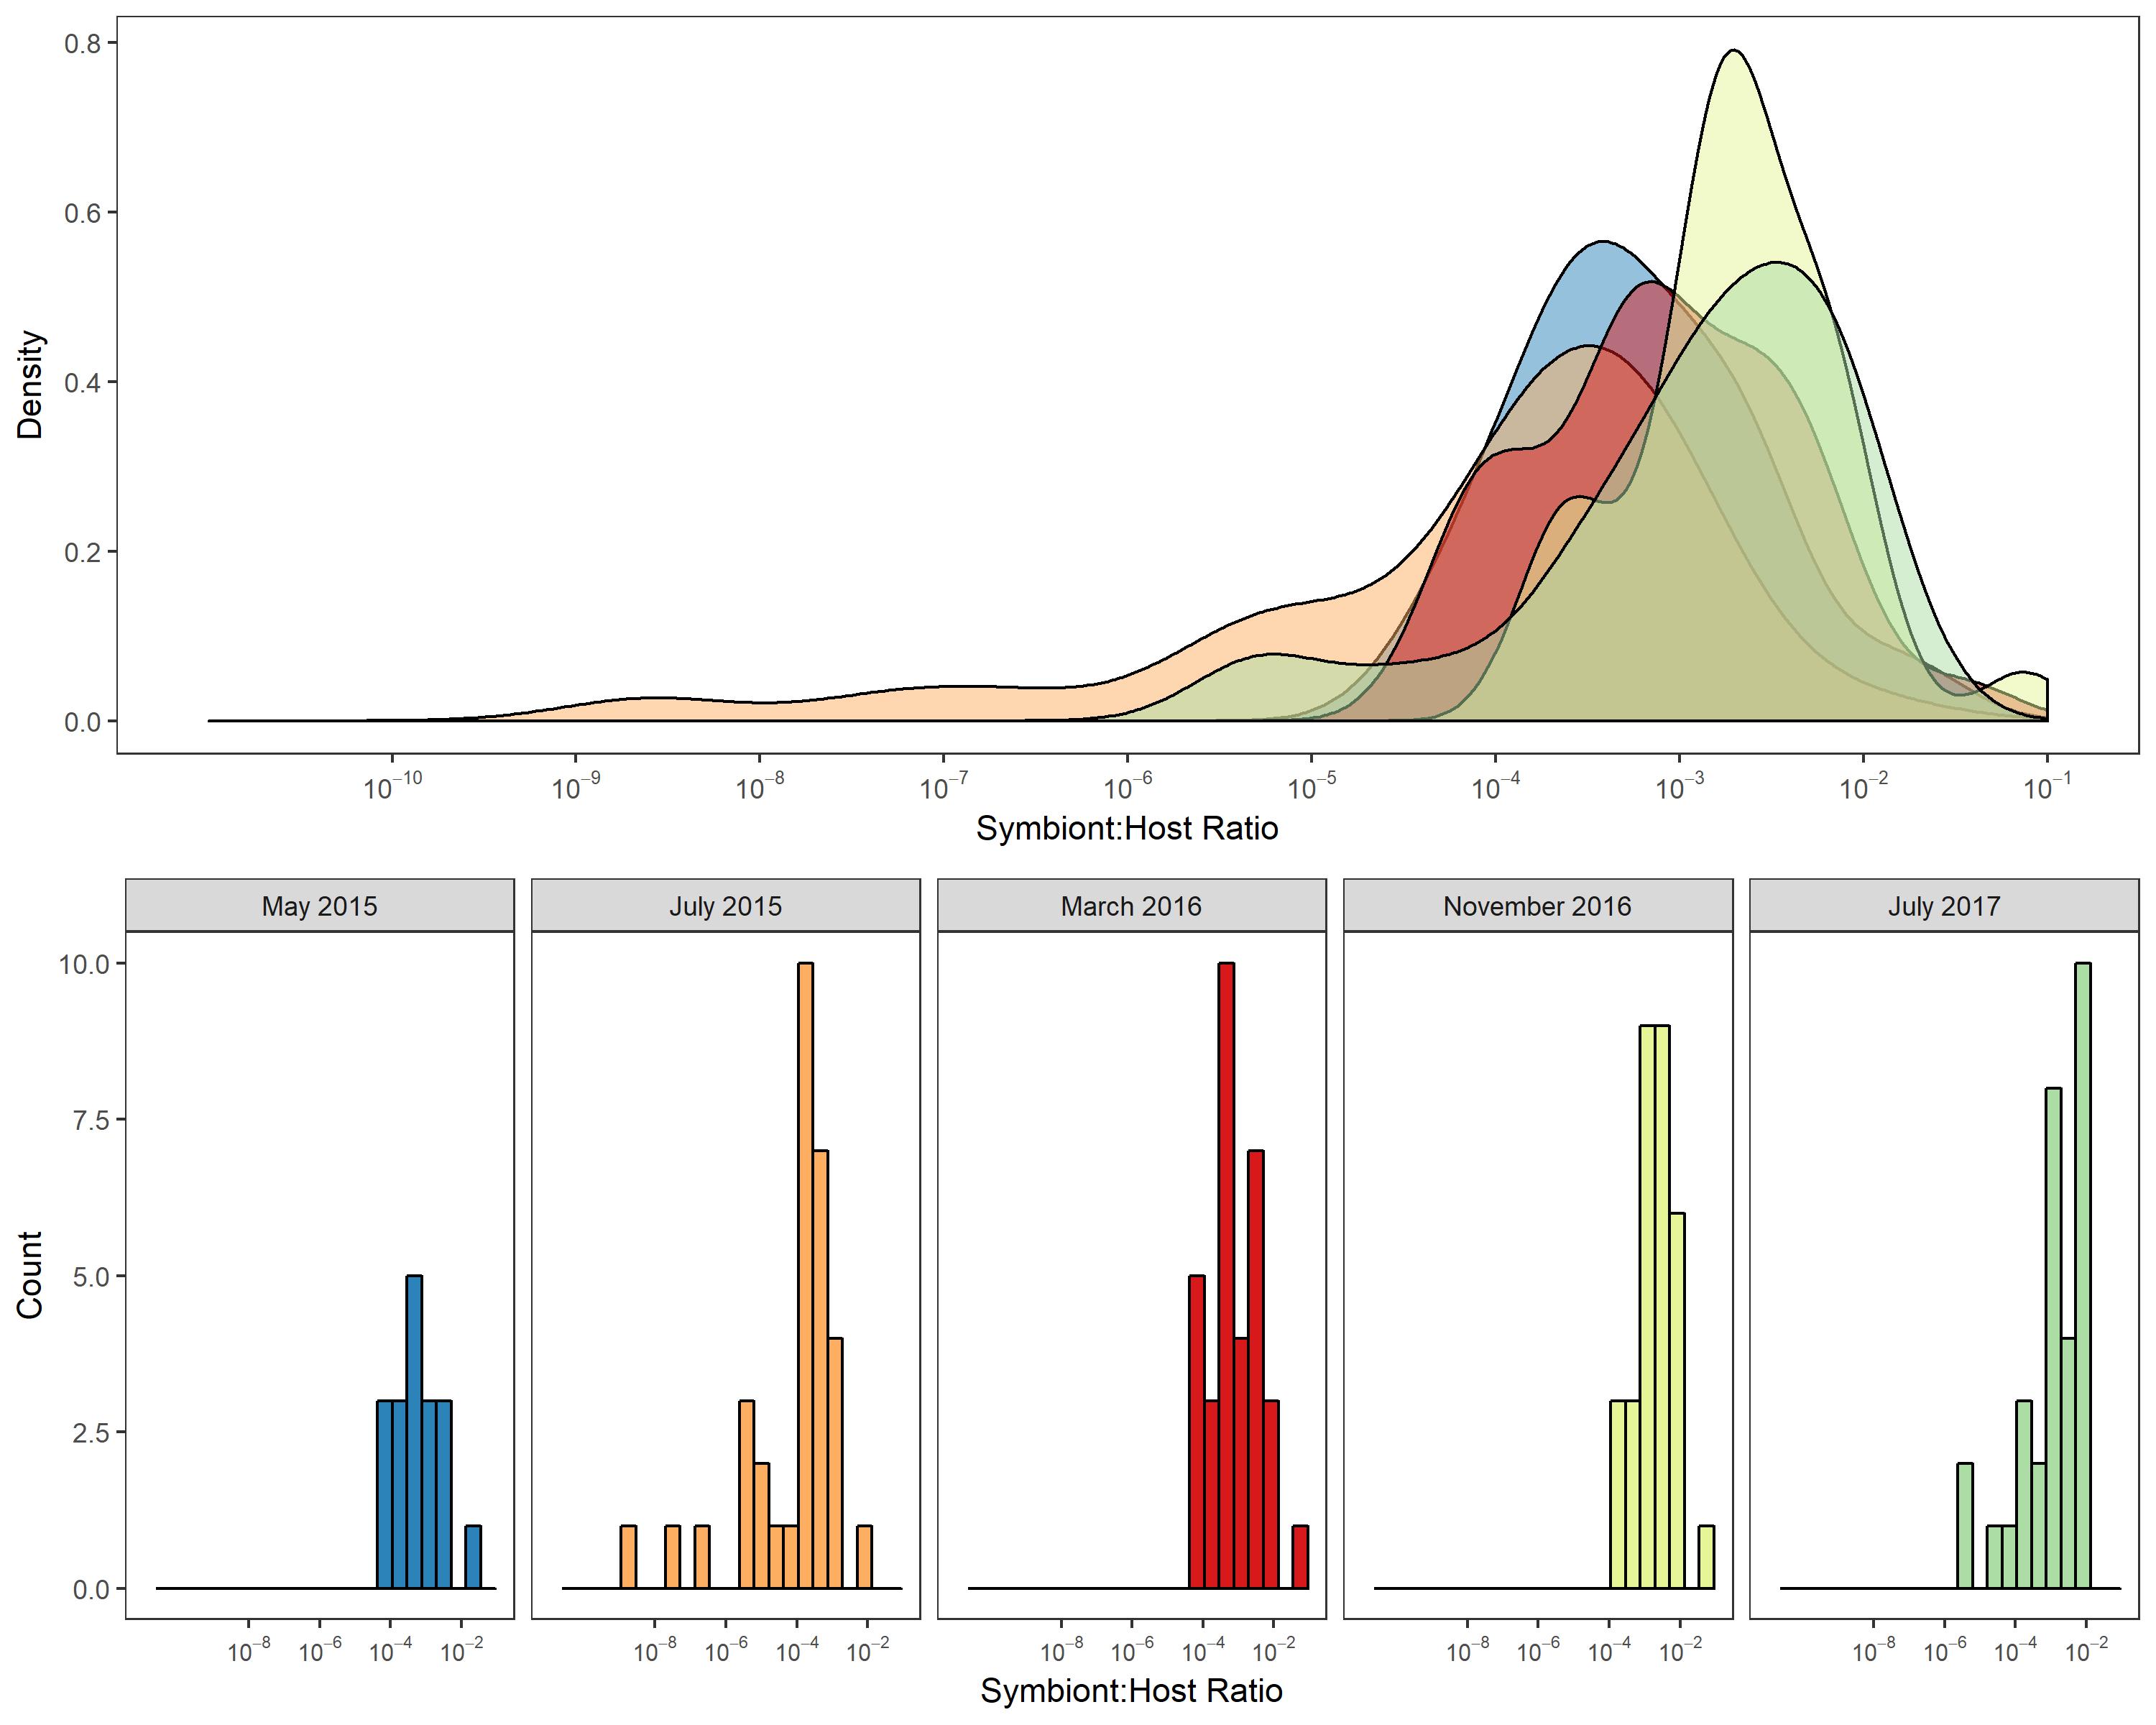 0.8
0.6
0.4
0.2
0.0
Density
10⁻¹⁰ 10⁻⁹ 10⁻⁸ 10⁻⁷ 10⁻⁶ 10⁻⁵ 10⁻⁴ 10⁻³ 10⁻² 10⁻¹
Symbiont:Host Ratio
May 2015 July 2015 March 2016 November 2016 July 2017
10.0
7.5
5.0
2.5
0.0
Count
10⁻⁸ 10⁻⁶ 10⁻⁴ 10⁻² 10⁻⁸ 10⁻⁶ 10⁻⁴ 10⁻² 10⁻⁸ 10⁻⁶ 10⁻⁴ 10⁻² 10⁻⁸ 10⁻⁶ 10⁻⁴ 10⁻² 10⁻⁸ 10⁻⁶ 10⁻⁴ 10⁻²
Symbiont:Host Ratio